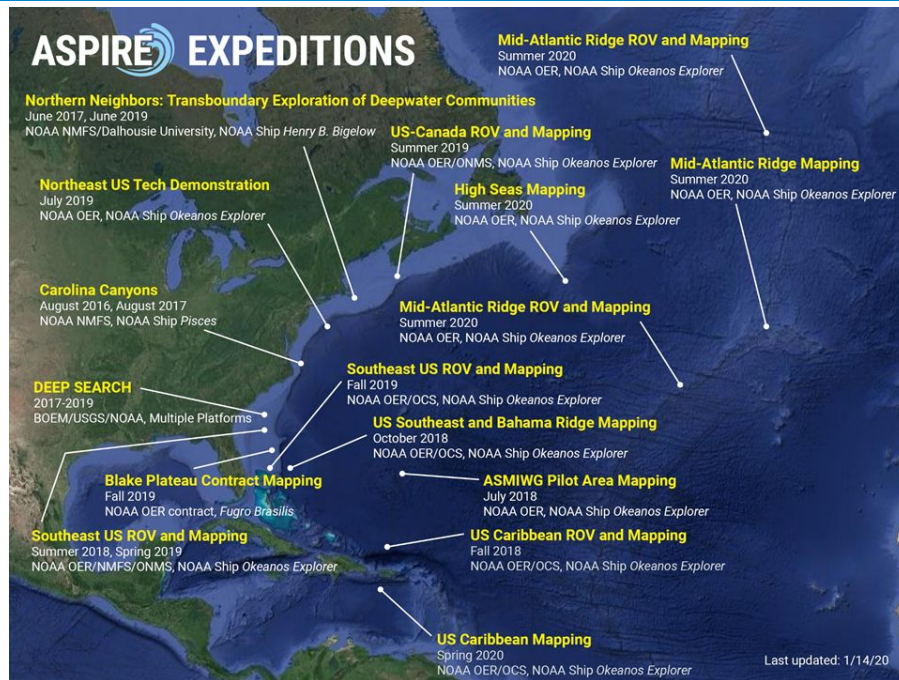 ASPIRE EXPEDITIONS
Mid-Atlantic Ridge ROV and Mapping
Summer 2020
NOAA OER, NOAA Ship Okeanos Explorer
Northern Neighbors: Transboundary Exploration of Deepwater Communities
June 2017, June 2019
NOAA NMFS/Dalhousie University, NOAA Ship Henry B. Bigelow
US-Canada ROV and Mapping
Summer 2019
NOAA OER/ONMS, NOAA Ship Okeanos Explorer
Mid-Atlantic Ridge Mapping
Summer 2020
NOAA OER, NOAA Ship Okeanos Explorer
Northeast US Tech Demonstration
July 2019
NOAA OER, NOAA Ship Okeanos Explorer
High Seas Mapping
Summer 2020
NOAA OER, NOAA Ship Okeanos Explorer
Carolina Canyons
August 2016, August 2017
NOAA NMFS, NOAA Ship Pisces
Mid-Atlantic Ridge ROV and Mapping
Summer 2020
NOAA OER, NOAA Ship Okeanos Explorer
Southeast US ROV and Mapping
Fall 2019
NOAA OER/OCS, NOAA Ship Okeanos Explorer
DEEP SEARCH
2017-2019
BOEM/USGS/NOAA, Multiple Platforms
US Southeast and Bahama Ridge Mapping
October 2018
NOAA OER/OCS, NOAA Ship Okeanos Explorer
Blake Plateau Contract Mapping
Fall 2019
NOAA OER contract, Fugro Brasilis
ASMIWG Pilot Area Mapping
July 2018
NOAA OER, NOAA Ship Okeanos Explorer
Southeast US ROV and Mapping
Summer 2018, Spring 2019
NOAA OER/NMFS/ONMS, NOAA Ship Okeanos Explorer
US Caribbean ROV and Mapping
Fall 2018
NOAA OER/OCS, NOAA Ship Okeanos Explorer
US Caribbean Mapping
Spring 2020
NOAA OER/OCS, NOAA Ship Okeanos Explorer
Last updated: 1/14/20